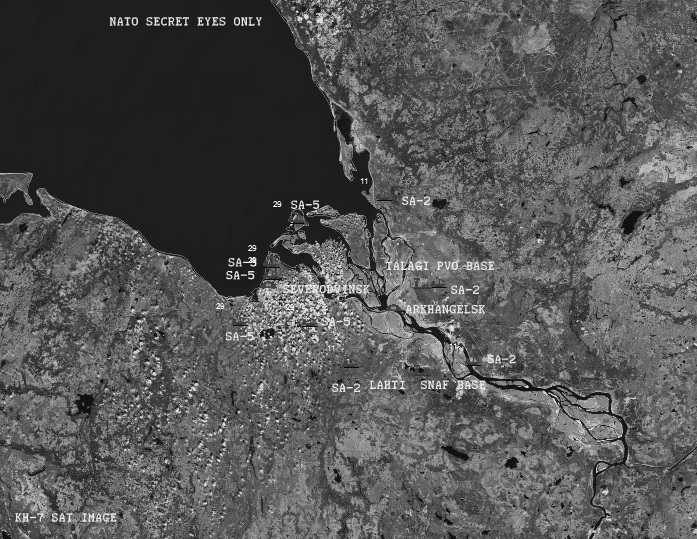 NATO SECRET EYES ONLY
11
29 SA-5
SA-2
29
SA-5
SA-5
TALAGI PVO BASE
SEVERODVINSK
SA-2
29
ARKHANGELSK
SA-5
SA-5
11
11
SA-2
SA-2
LAHTI SNAF BASE
KH-7 SAT IMAGE